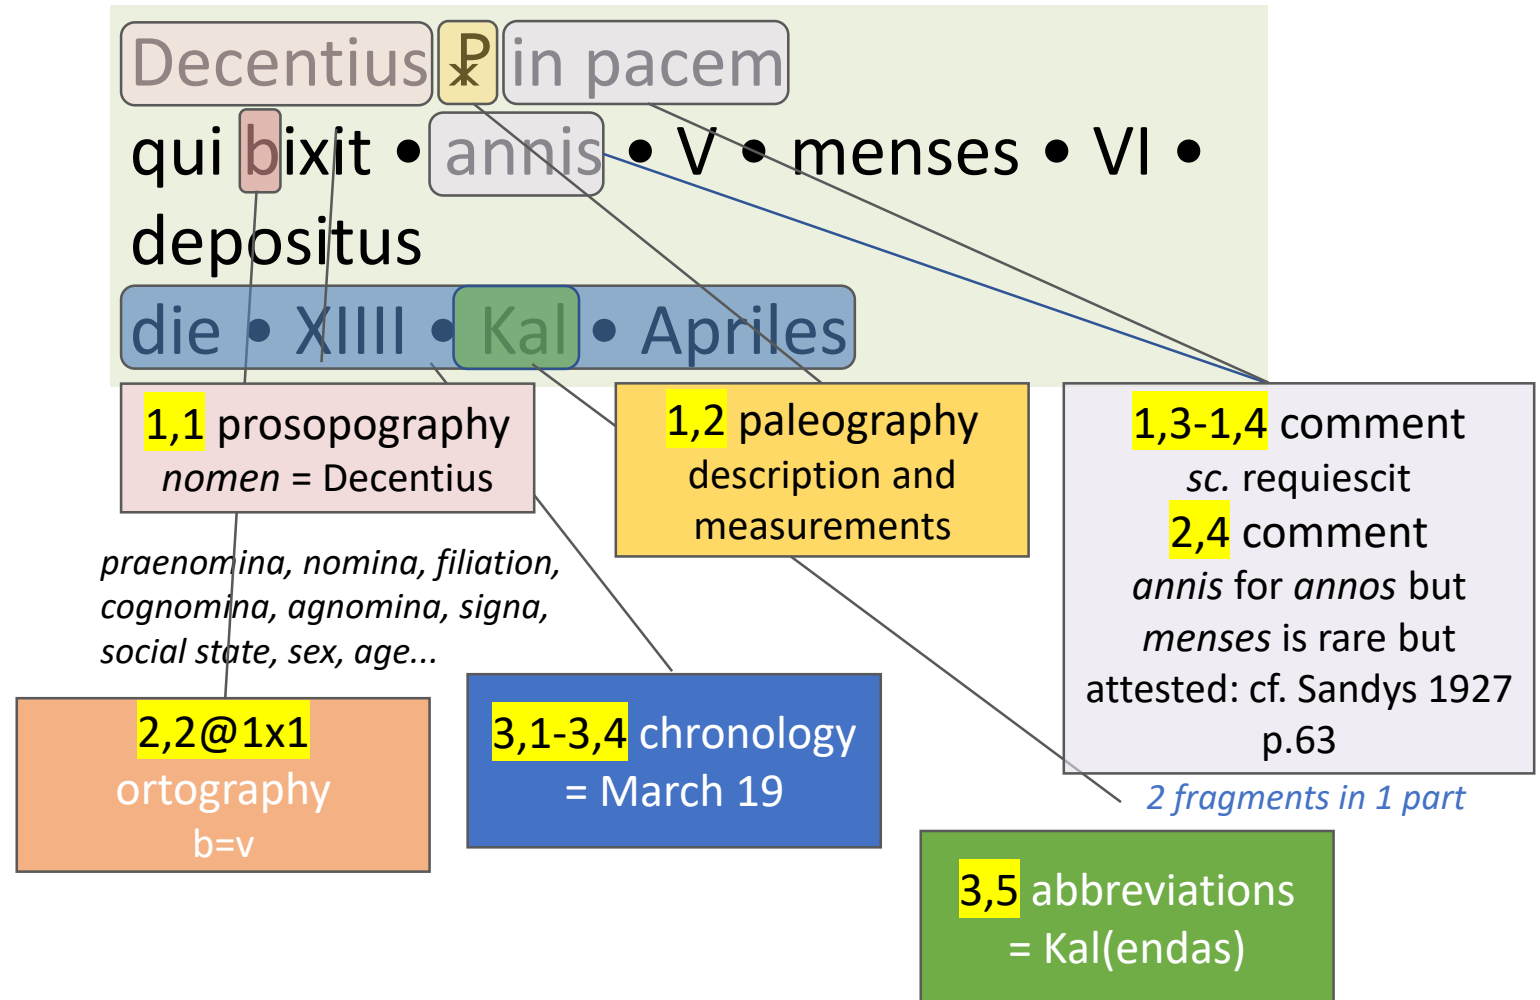 Decentius ☧ in pacem
qui bixit • annis • V • menses • VI •
depositus
die • XIIII • Kal • Apriles
1,1 prosopography
nomen = Decentius
praenomina, nomina, filiation,
cognomina, agnomina, signa,
social state, sex, age...
1,2 paleography
description and
measurements
1,3-1,4 comment
sc. requiescit
2,4 comment
annis for annos but
menses is rare but
attested: cf. Sandys 1927
p.63
2 fragments in 1 part
2,2@1x1
ortography
b=v
3,1-3,4 chronology
= March 19
3,5 abbreviations
= Kal(endas)